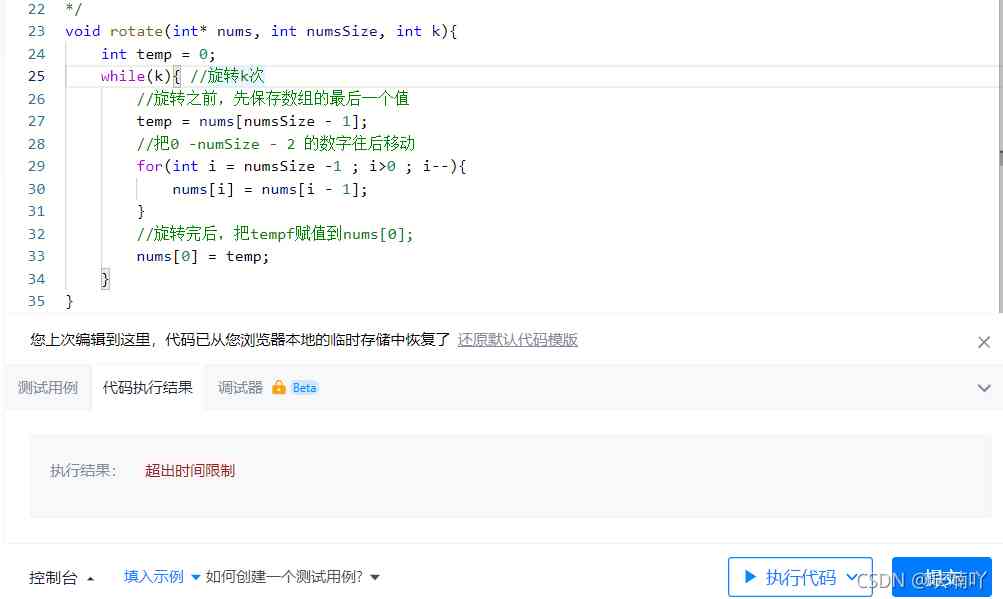 22 */
23 void rotate(int* nums, int numsSize, int k){
24 int temp = 0;
25 while(k){ //旋转k次
26 //旋转之前，先保存数组的最后一个值
27 temp = nums[numsSize - 1];
28 //把0 -numSize - 2 的数字往后移动
29 for(int i = numsSize -1 ; i>0 ; i--){
30 nums[i] = nums[i - 1];
31 }
32 //旋转完后，把tempf赋值到nums[0];
33 nums[0] = temp;
34 }
35 }
您上次编辑到这里，代码已从您浏览器本地的临时存储中恢复了 还原默认代码模版
测试用例 代码执行结果 调试器 Beta
执行结果： 超出时间限制
控制台 填入示例 如何创建一个测试用例? 执行代码 提交
CSDN @